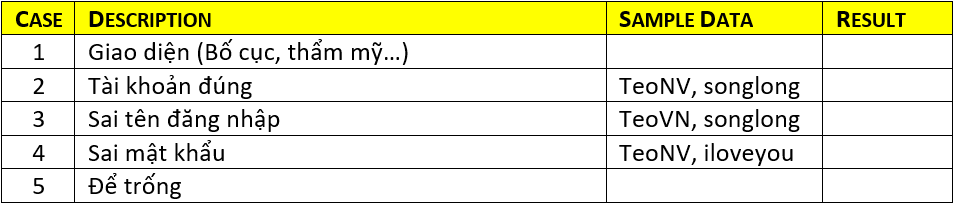 CASE DESCRIPTION SAMPLE DATA RESULT
1 Giao diện (Bố cục, thẩm mỹ…)
2 Tài khoản đúng TeoNV, songlong
3 Sai tên đăng nhập TeoVN, songlong
4 Sai mật khẩu TeoNV, iloveyou
5 Để trống